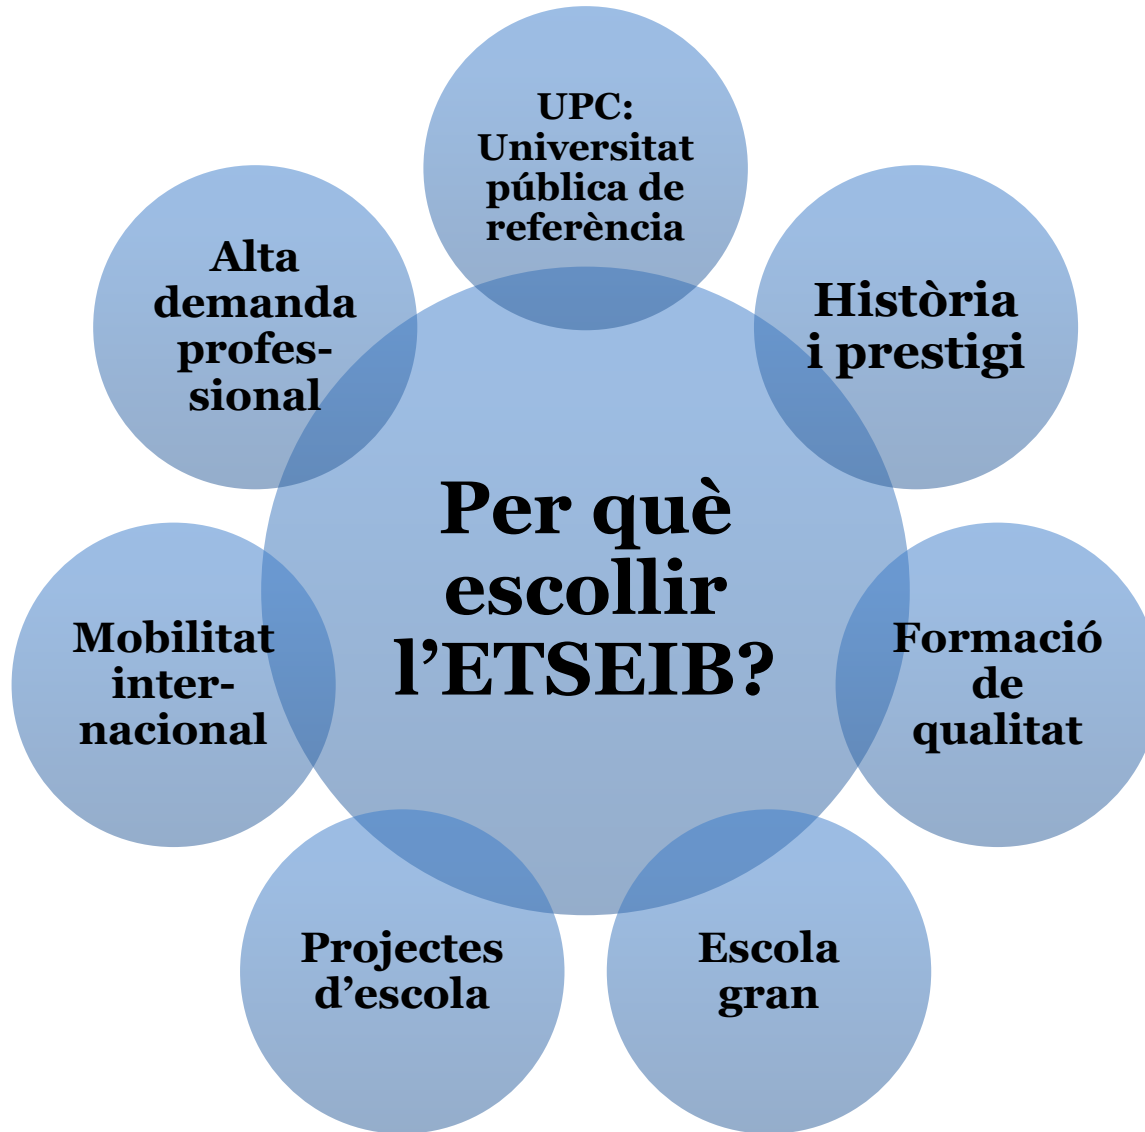 Per què
escollir
l’ETSEIB?
UPC:
Universitat
pública de
referència
Història
i prestigi
Formació
de
qualitat
Escola
gran
Projectes
d’escola
Mobilitat
inter-
nacional
Alta
demanda
profes-
sional